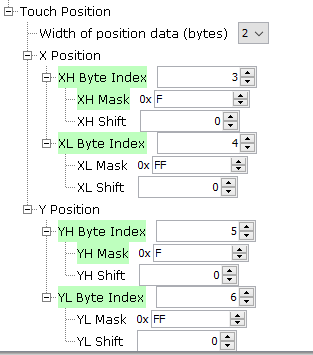 Touch Position
Width of position data (bytes) 2
X Position
XH Byte Index 3
XH Mask 0x F
XH Shift 0
XL Byte Index 4
XL Mask 0x FF
XL Shift 0
Y Position
YH Byte Index 5
YH Mask 0x F
YH Shift 0
YL Byte Index 6
YL Mask 0x FF
YL Shift 0